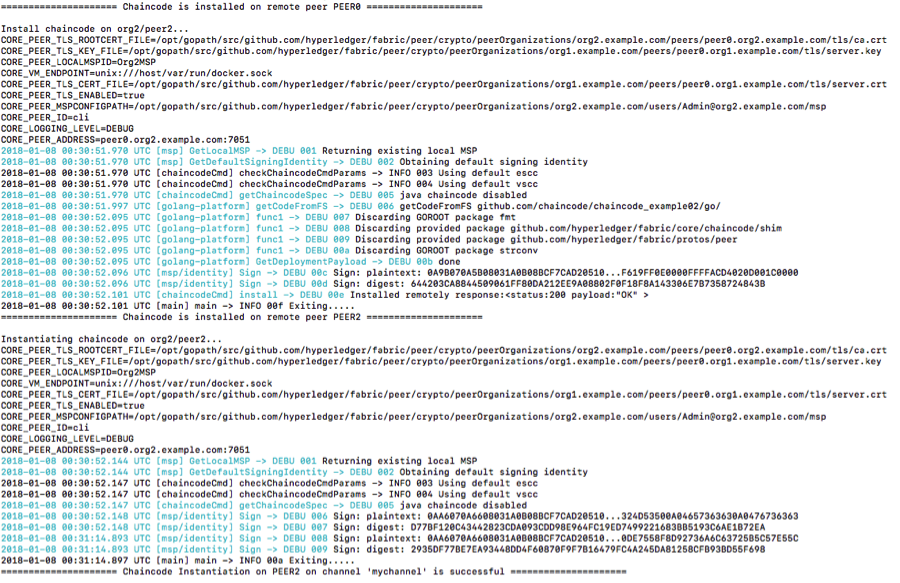 ===================== Chaincode is installed on remote peer PEER0 =====================
Install chaincode on org2/peer2...
CORE_PEER_TLS_ROOTCERT_FILE=/opt/gopath/src/github.com/hyperledger/fabric/peer/crypto/peerOrganizations/org2.example.com/peers/peer0.org2.example.com/tls/ca.crt
CORE_PEER_TLS_KEY_FILE=/opt/gopath/src/github.com/hyperledger/fabric/peer/crypto/peerOrganizations/org1.example.com/peers/peer0.org1.example.com/tls/server.key
CORE_PEER_LOCALMSPID=Org2MSP
CORE_VM_ENDPOINT=unix:///host/var/run/docker.sock
CORE_PEER_TLS_CERT_FILE=/opt/gopath/src/github.com/hyperledger/fabric/peer/crypto/peerOrganizations/org1.example.com/peers/peer0.org1.example.com/tls/server.crt
CORE_PEER_TLS_ENABLED=true
CORE_PEER_MSPCONFIGPATH=/opt/gopath/src/github.com/hyperledger/fabric/peer/crypto/peerOrganizations/org2.example.com/users/Admin@org2.example.com/msp
CORE_PEER_ID=cli
CORE_LOGGING_LEVEL=DEBUG
CORE_PEER_ADDRESS=peer0.org2.example.com:7051
2018-01-08 00:30:51.970 UTC [msp] GetLocalMSP -> DEBU 001 Returning existing local MSP
2018-01-08 00:30:51.970 UTC [msp] GetDefaultSigningIdentity -> DEBU 002 Obtaining default signing identity
2018-01-08 00:30:51.970 UTC [chaincodeCmd] checkChaincodeCmdParams -> INFO 003 Using default escc
2018-01-08 00:30:51.970 UTC [chaincodeCmd] checkChaincodeCmdParams -> INFO 004 Using default vscc
2018-01-08 00:30:51.970 UTC [chaincodeCmd] getChaincodeSpec -> DEBU 005 java chaincode disabled
2018-01-08 00:30:52.095 UTC [golang-platform] getCodeFromFS -> DEBU 006 getCodeFromFS github.com/chaincode/chaincode_example02/go/
2018-01-08 00:30:52.095 UTC [golang-platform] func1 -> DEBU 007 Discarding GOROOT package fmt
2018-01-08 00:30:52.095 UTC [golang-platform] func1 -> DEBU 008 Discarding provided package github.com/hyperledger/fabric/core/chaincode/shim
2018-01-08 00:30:52.095 UTC [golang-platform] func1 -> DEBU 009 Discarding provided package github.com/hyperledger/fabric/protos/peer
2018-01-08 00:30:52.095 UTC [golang-platform] func1 -> DEBU 00a Discarding GOROOT package strconv
2018-01-08 00:30:52.095 UTC [golang-platform] GetDeploymentPayload -> DEBU 00b done
2018-01-08 00:30:52.096 UTC [msp/identity] Sign -> DEBU 00c Sign: plaintext: 0A9B070A5B08031A0B08BCF7CAD20510...F619FF0E0000FFFFACD4020D001C0000
2018-01-08 00:30:52.096 UTC [msp/identity] Sign -> DEBU 00d Sign: digest: 644203CA8844509061FF80DA212EE9A08802F0F18F8A143306E7B7358724843B
2018-01-08 00:30:52.101 UTC [chaincodeCmd] install -> DEBU 00e Installed remotely response:<status:200 payload:"OK" >
2018-01-08 00:30:52.101 UTC [main] main -> INFO 00f Exiting.....
===================== Chaincode is installed on remote peer PEER2 =====================
Instantiating chaincode on org2/peer2...
CORE_PEER_TLS_ROOTCERT_FILE=/opt/gopath/src/github.com/hyperledger/fabric/peer/crypto/peerOrganizations/org2.example.com/peers/peer0.org2.example.com/tls/ca.crt
CORE_PEER_TLS_KEY_FILE=/opt/gopath/src/github.com/hyperledger/fabric/peer/crypto/peerOrganizations/org1.example.com/peers/peer0.org1.example.com/tls/server.key
CORE_PEER_LOCALMSPID=Org2MSP
CORE_VM_ENDPOINT=unix:///host/var/run/docker.sock
CORE_PEER_TLS_CERT_FILE=/opt/gopath/src/github.com/hyperledger/fabric/peer/crypto/peerOrganizations/org1.example.com/peers/peer0.org1.example.com/tls/server.crt
CORE_PEER_TLS_ENABLED=true
CORE_PEER_MSPCONFIGPATH=/opt/gopath/src/github.com/hyperledger/fabric/peer/crypto/peerOrganizations/org2.example.com/users/Admin@org2.example.com/msp
CORE_PEER_ID=cli
CORE_LOGGING_LEVEL=DEBUG
CORE_PEER_ADDRESS=peer0.org2.example.com:7051
2018-01-08 00:30:52.144 UTC [msp] GetLocalMSP -> DEBU 001 Returning existing local MSP
2018-01-08 00:30:52.144 UTC [msp] GetDefaultSigningIdentity -> DEBU 002 Obtaining default signing identity
2018-01-08 00:30:52.147 UTC [chaincodeCmd] checkChaincodeCmdParams -> INFO 003 Using default escc
2018-01-08 00:30:52.147 UTC [chaincodeCmd] checkChaincodeCmdParams -> INFO 004 Using default vscc
2018-01-08 00:30:52.147 UTC [chaincodeCmd] getChaincodeSpec -> DEBU 005 java chaincode disabled
2018-01-08 00:30:52.148 UTC [msp/identity] Sign -> DEBU 006 Sign: plaintext: 0AA6070A6608031A0B08BCF7CAD20510...324D53500A04657363630A0476736363
2018-01-08 00:30:52.148 UTC [msp/identity] Sign -> DEBU 007 Sign: digest: D77BF120C43442823CDA093CDD98E964FC19ED7499221683BB5193C6AE1B72EA
2018-01-08 00:31:14.893 UTC [msp/identity] Sign -> DEBU 008 Sign: plaintext: 0AA6070A6608031A0B08BCF7CAD20510...0DE7558F8D92736A6C63725B5C57E55C
2018-01-08 00:31:14.893 UTC [msp/identity] Sign -> DEBU 009 Sign: digest: 2935DF77BE7EA93448DD4F60870F9F7B16479FC4A245DA81258CFB93BD55F698
2018-01-08 00:31:14.897 UTC [main] main -> INFO 00a Exiting.....
===================== Chaincode Instantiation on PEER2 on channel 'mychannel' is successful =====================